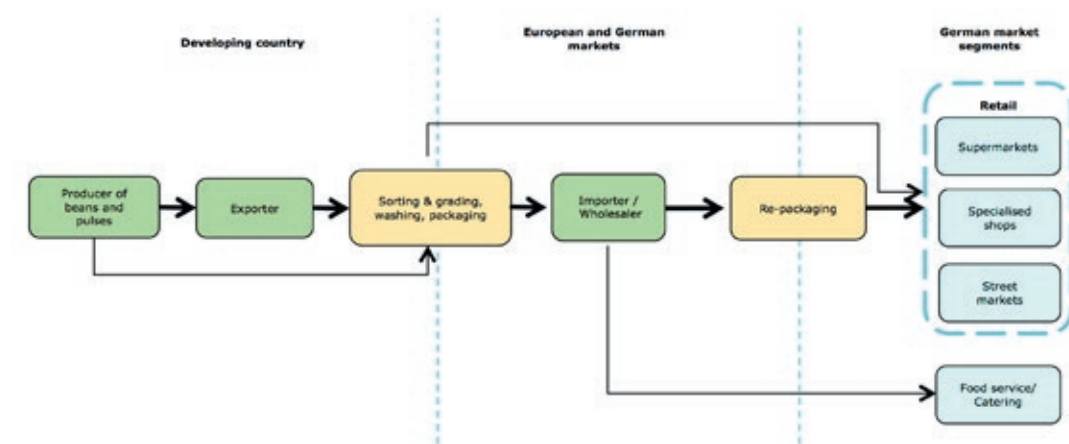 Developing country
European and German
markets
German market
segments
Retail
Supermarkets
Producer of
beans and
pulses
Exporter
Sorting & grading,
washing, packaging
Importer /
Wholesaler
Re-packaging
Specialised
shops
Street
markets
Food service/
Catering